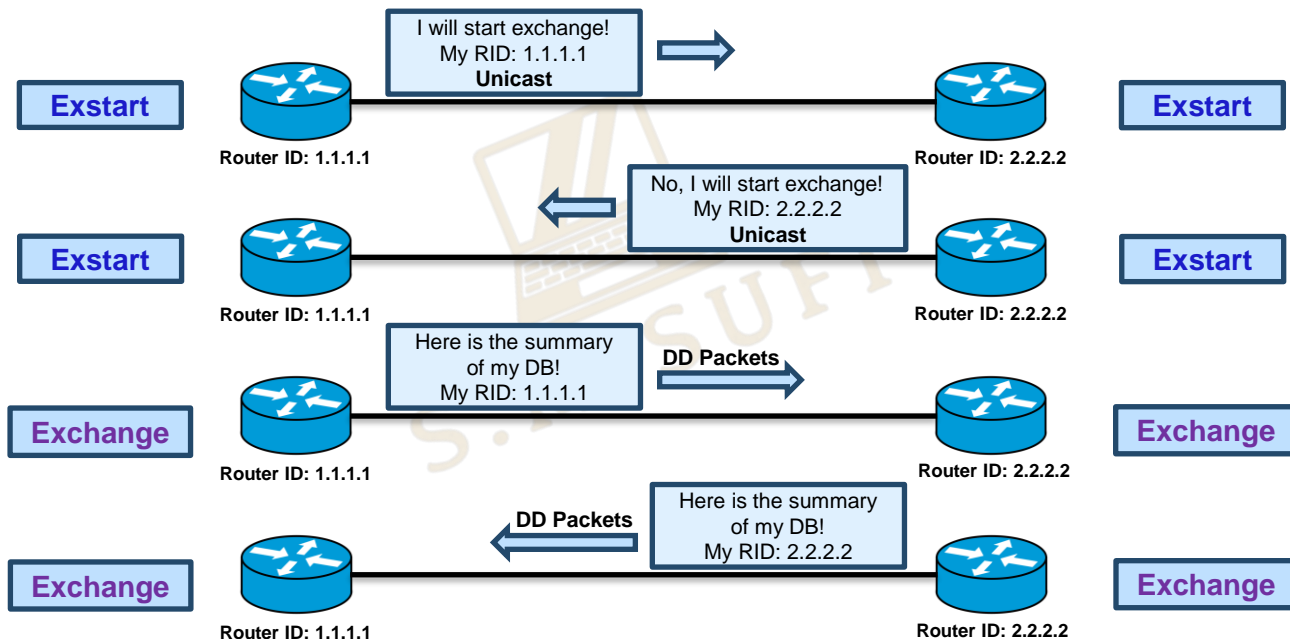 I will start exchange!
My RID: 1.1.1.1
Unicast
Exstart
Exstart
Router ID: 1.1.1.1
Router ID: 2.2.2.2
No, I will start exchange!
My RID: 2.2.2.2
Unicast
Exstart
Exstart
Router ID: 1.1.1.1
Router ID: 2.2.2.2
Here is the summary
of my DB!
My RID: 1.1.1.1
DD Packets
Exchange
Exchange
Router ID: 1.1.1.1
Router ID: 2.2.2.2
DD Packets
Here is the summary
of my DB!
My RID: 2.2.2.2
Exchange
Exchange
Router ID: 1.1.1.1
Router ID: 2.2.2.2